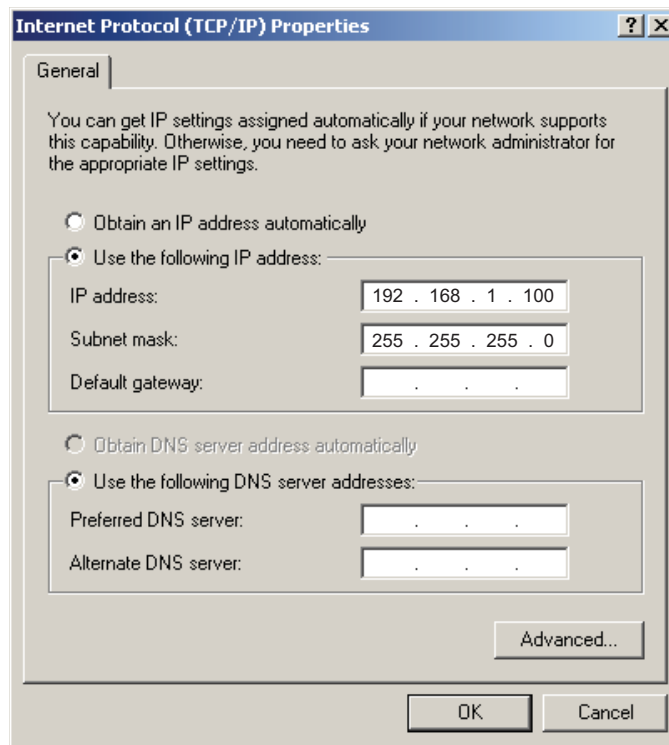 Internet Protocol (TCP/IP) Properties
General
You can get IP settings assigned automatically if your network supports
this capability. Otherwise, you need to ask your network administrator for
the appropriate IP settings.
Obtain an IP address automatically
Use the following IP address:
IP address: 192 . 168 . 1 . 100
Subnet mask: 255 . 255 . 255 . 0
Default gateway: . . .
Obtain DNS server address automatically
Use the following DNS server addresses:
Preferred DNS server: . . .
Alternate DNS server: . . .
Advanced...
OK Cancel